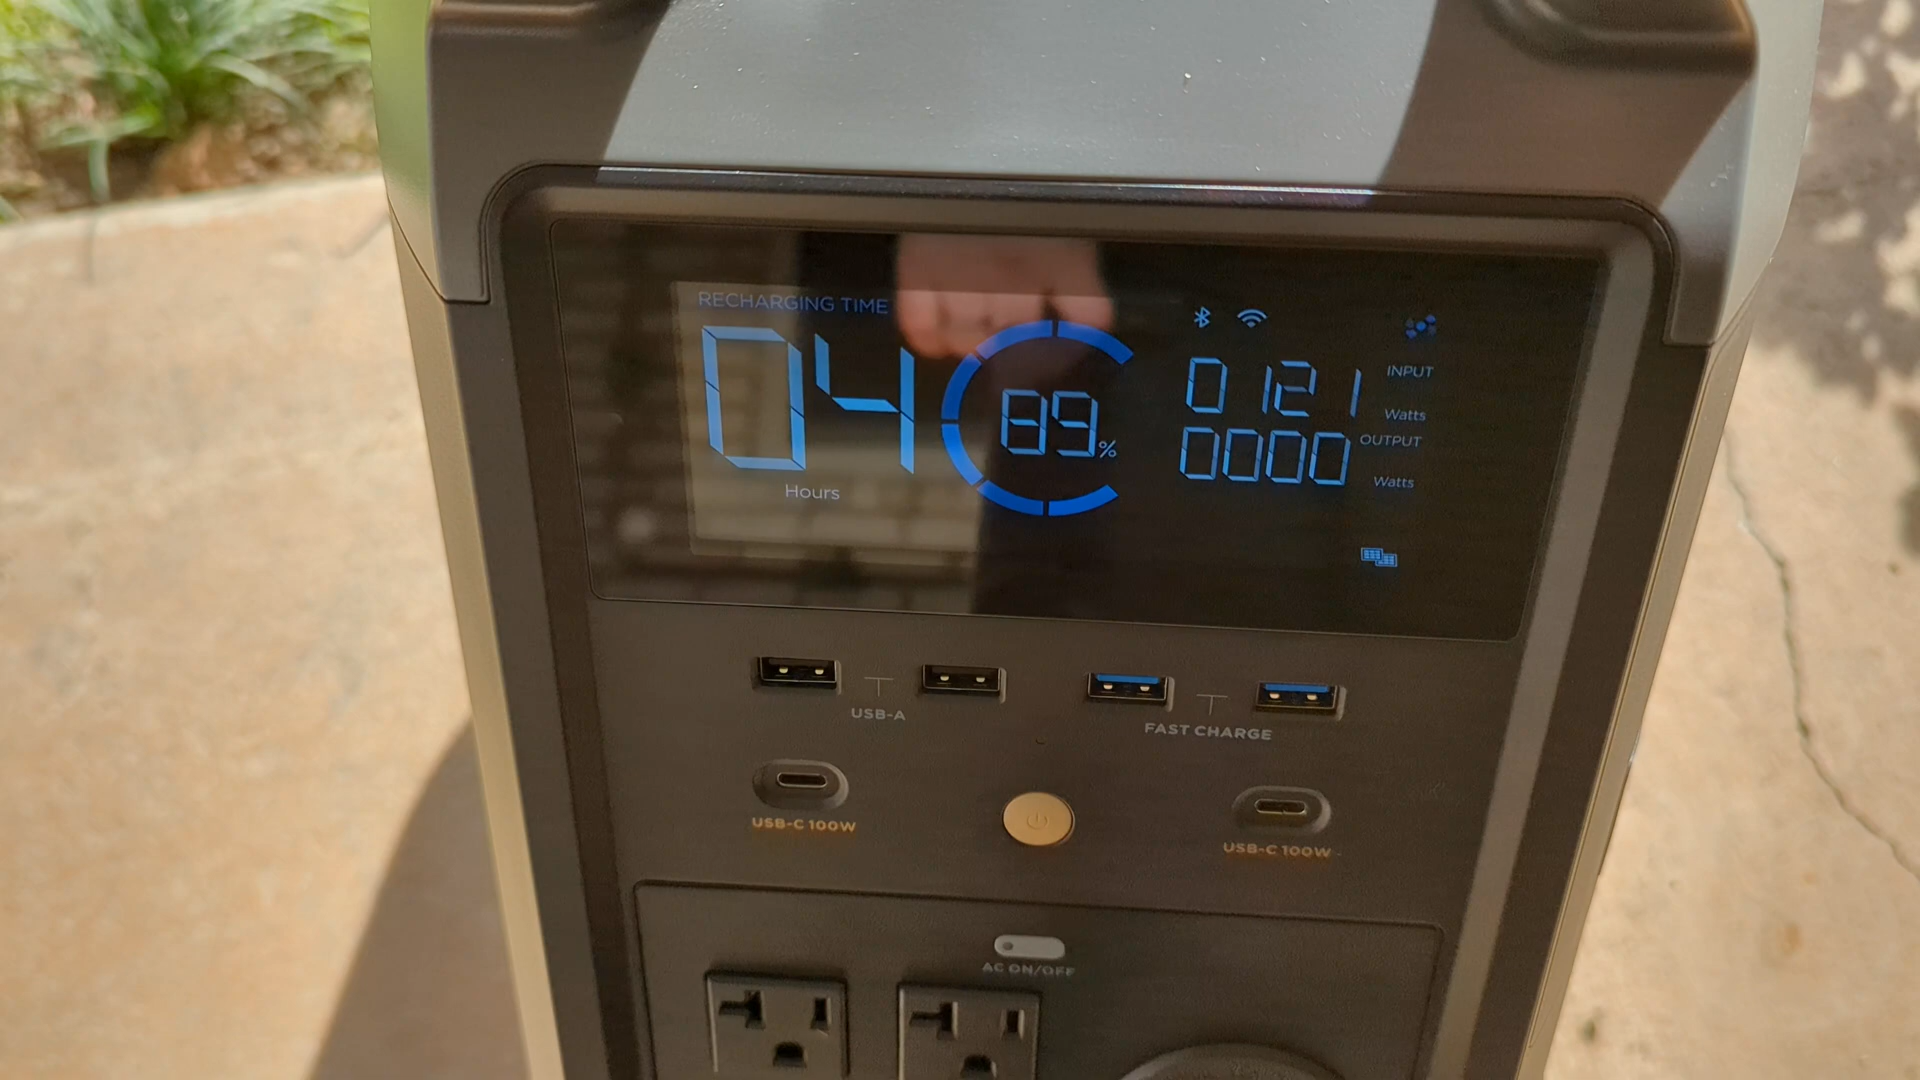 RECHARGING TIME
04
Hours
89%
0121
INPUT
Watts
0000
OUTPUT
Watts
USB-A
FAST CHARGE
USB-C 100W
USB-C 100W
AC ON/OFF